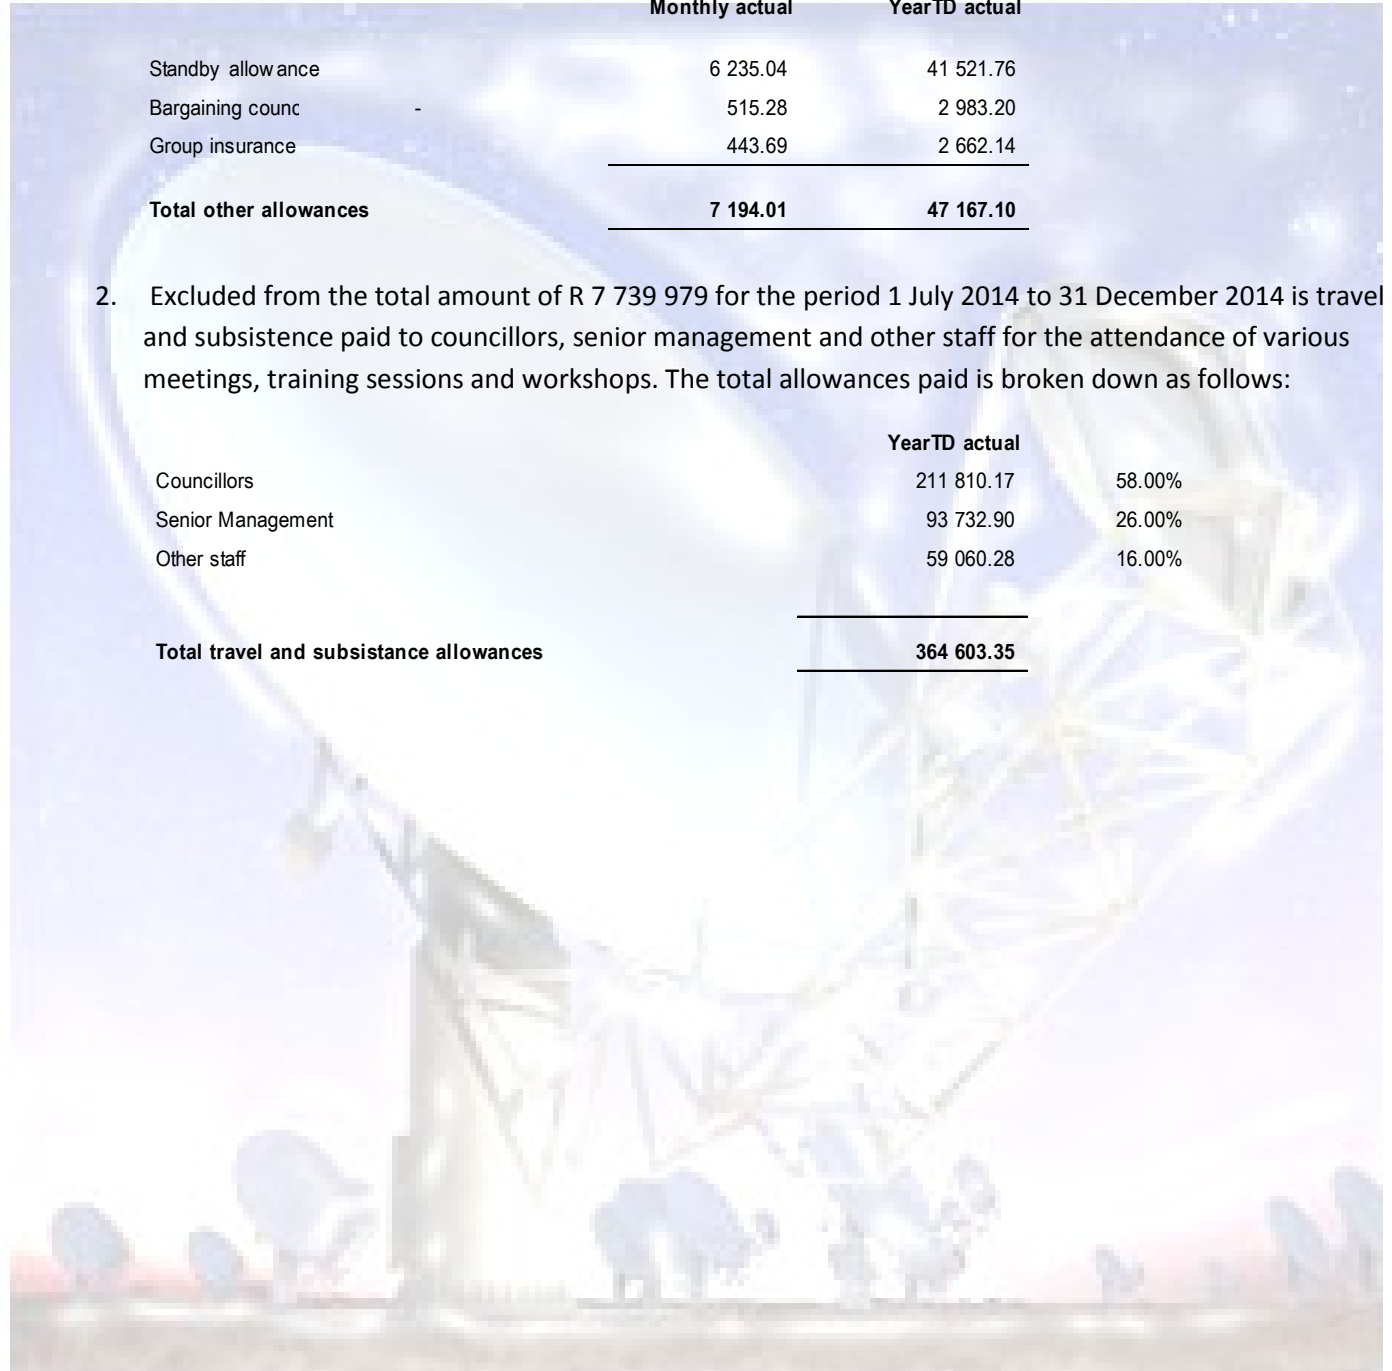 Monthly actual YearTD actual
Standby allowance 6 235.04 41 521.76
Bargaining counc - 515.28 2 983.20
Group insurance 443.69 2 662.14
Total other allowances 7 194.01 47 167.10
2. Excluded from the total amount of R 7 739 979 for the period 1 July 2014 to 31 December 2014 is travel
and subsistence paid to councillors, senior management and other staff for the attendance of various
meetings, training sessions and workshops. The total allowances paid is broken down as follows:
YearTD actual
Councillors 211 810.17 58.00%
Senior Management 93 732.90 26.00%
Other staff 59 060.28 16.00%
Total travel and subsistance allowances 364 603.35